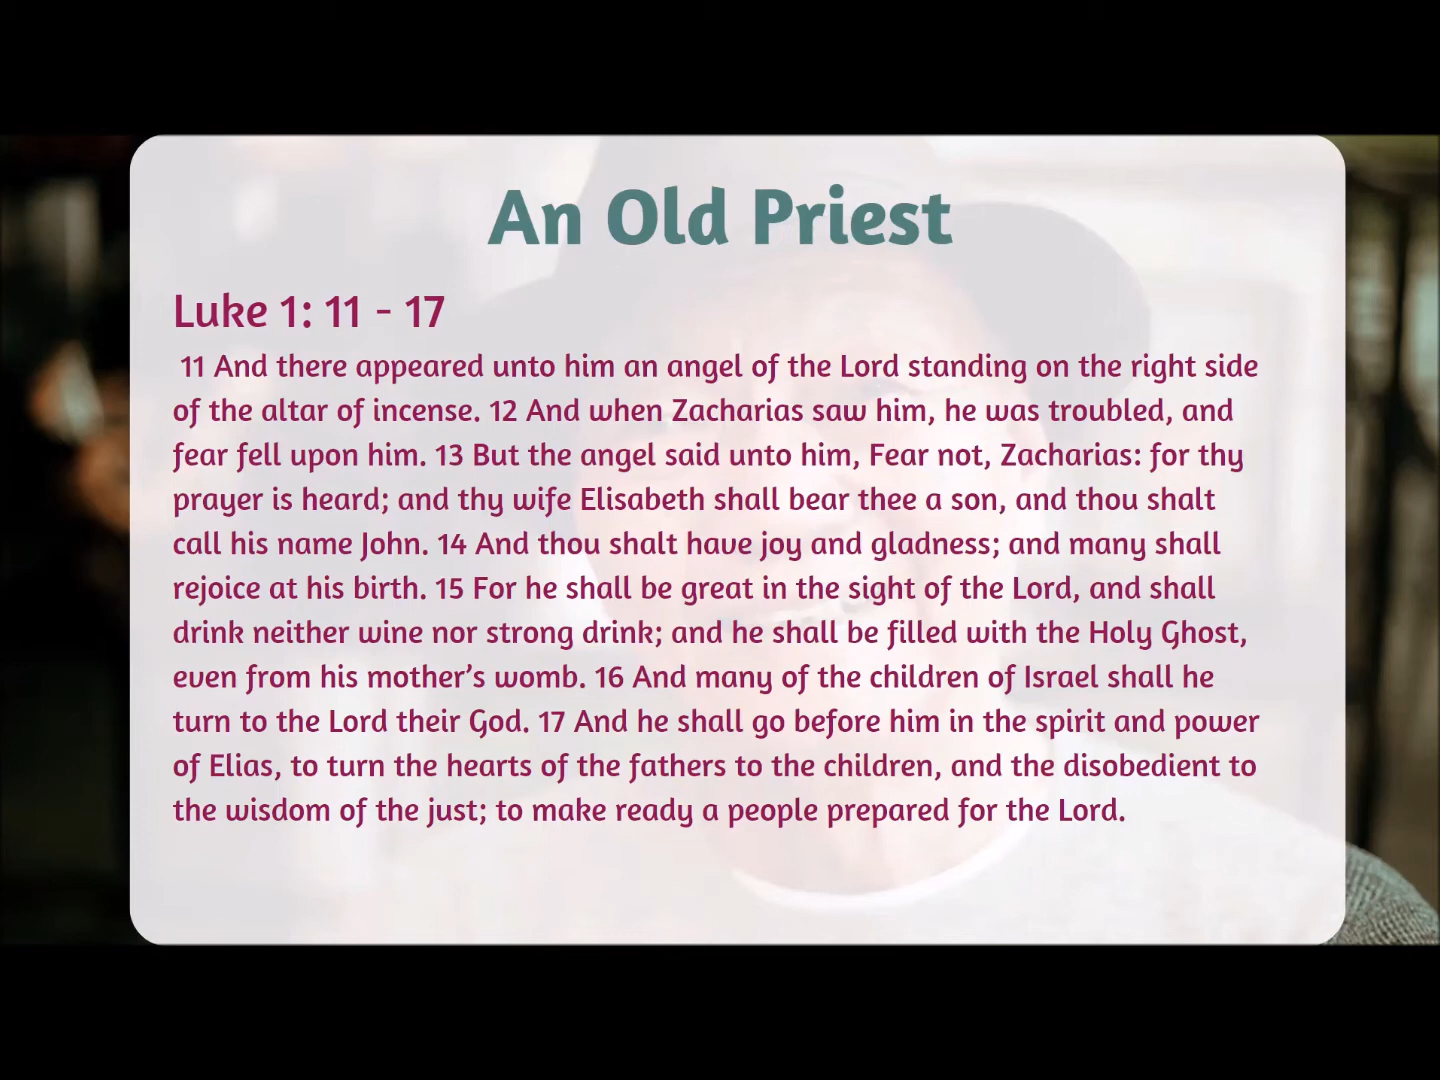 An Old Priest
Luke 1: 11 - 17
11 And there appeared unto him an angel of the Lord standing on the right side
of the altar of incense. 12 And when Zacharias saw him, he was troubled, and
fear fell upon him. 13 But the angel said unto him, Fear not, Zacharias: for thy
prayer is heard; and thy wife Elisabeth shall bear thee a son, and thou shalt
call his name John. 14 And thou shalt have joy and gladness; and many shall
rejoice at his birth. 15 For he shall be great in the sight of the Lord, and shall
drink neither wine nor strong drink; and he shall be filled with the Holy Ghost,
even from his mother’s womb. 16 And many of the children of Israel shall he
turn to the Lord their God. 17 And he shall go before him in the spirit and power
of Elias, to turn the hearts of the fathers to the children, and the disobedient to
the wisdom of the just; to make ready a people prepared for the Lord.